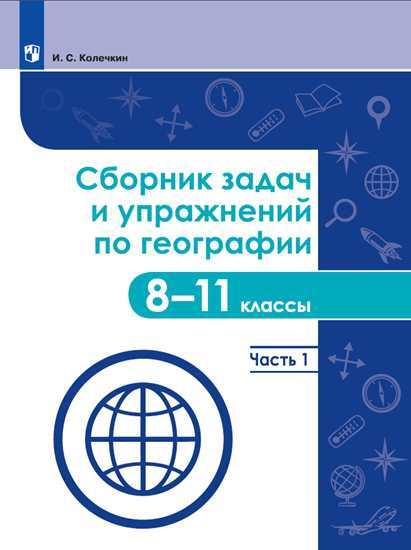 И. С. Колечкин
Сборник задач
и упражнений
по географии
8–11 классы
Часть 1